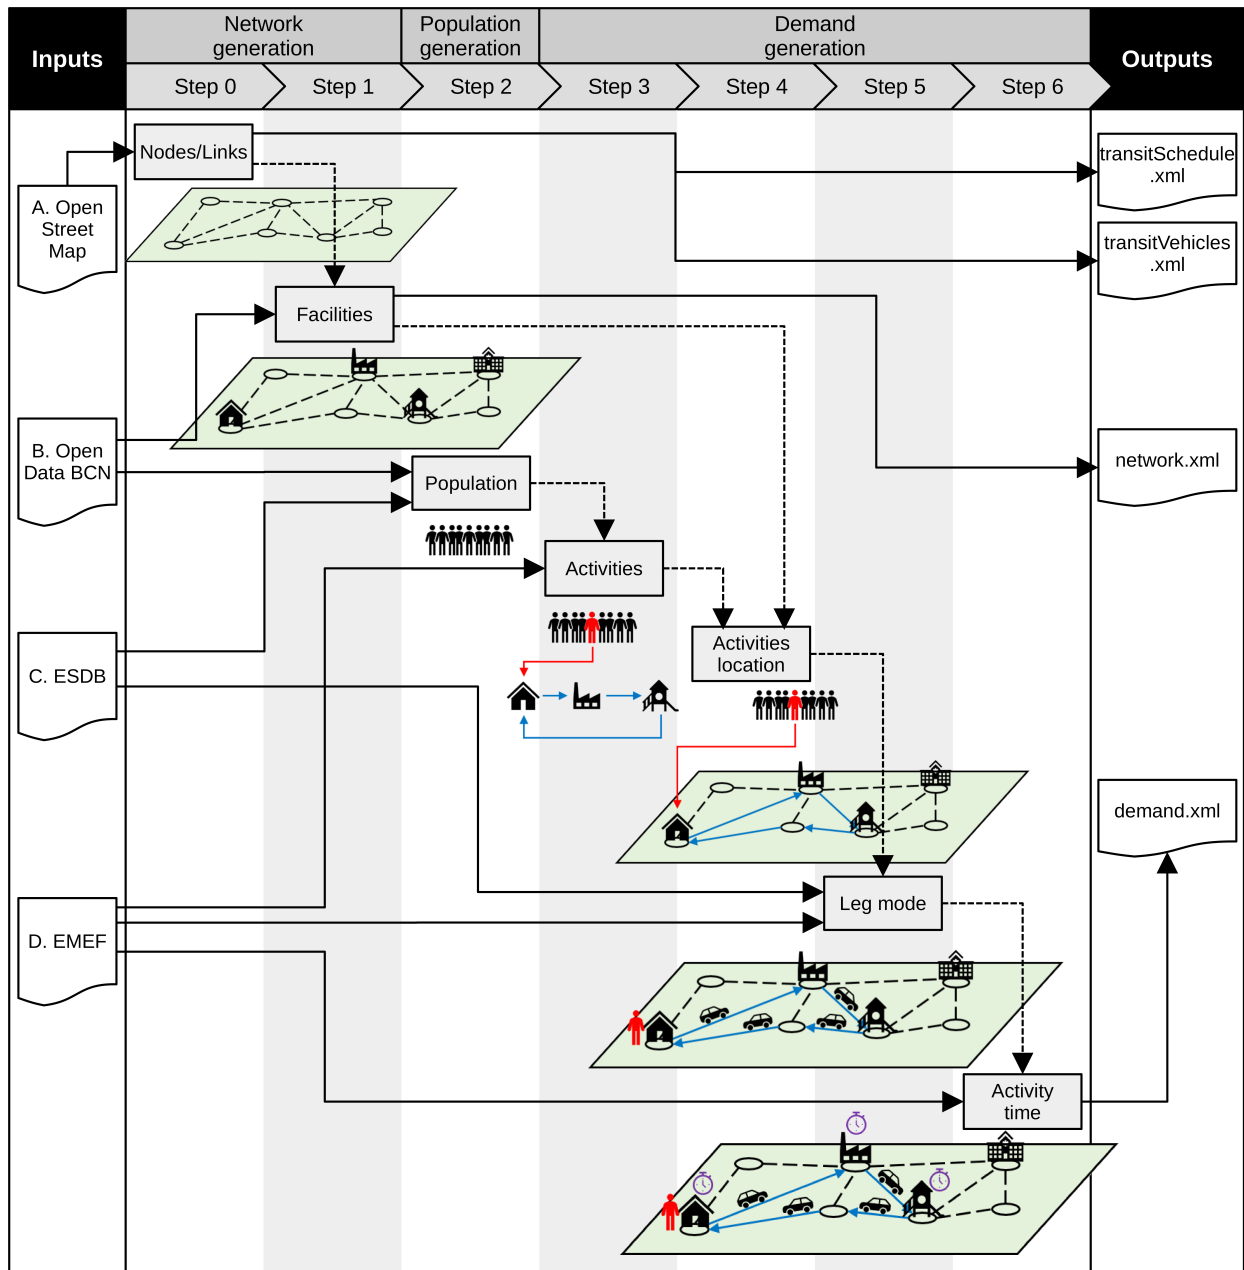 Inputs
Network
generation
Population
generation
Demand
generation
Outputs
Step 0
Step 1
Step 2
Step 3
Step 4
Step 5
Step 6
Nodes/Links
transitSchedule
.xml
A. Open
Street
Map
transitVehicles
.xml
Facilities
B. Open
Data BCN
network.xml
Population
Activities
Activities
location
C. ESDB
demand.xml
Leg mode
D. EMEF
Activity
time